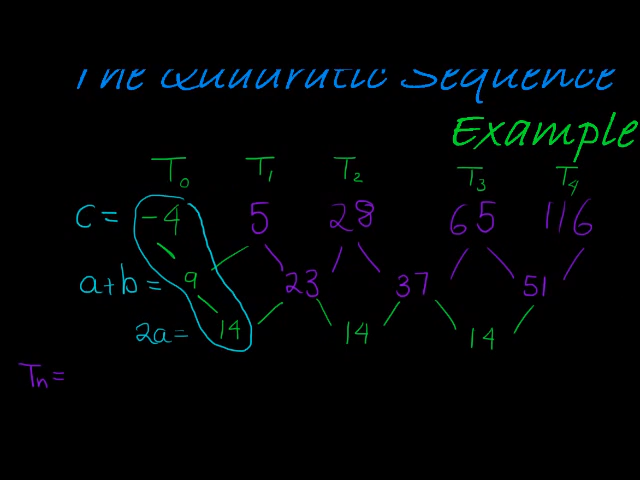 The Quadratic Sequence
Example
T₀ T₁ T₂ T₃ T₄
c = -4 5 28 65 116
a+b = 9 23 37 51
2a = 14 14 14
Tₙ =